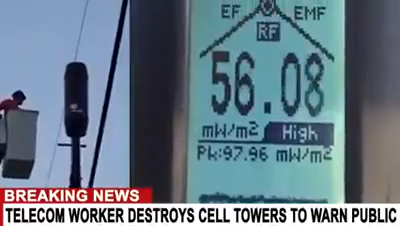 EF EMF
RF
56.08
mW/m² High
Pk:97.96 mW/m²
BREAKING NEWS
TELECOM WORKER DESTROYS CELL TOWERS TO WARN PUBLIC